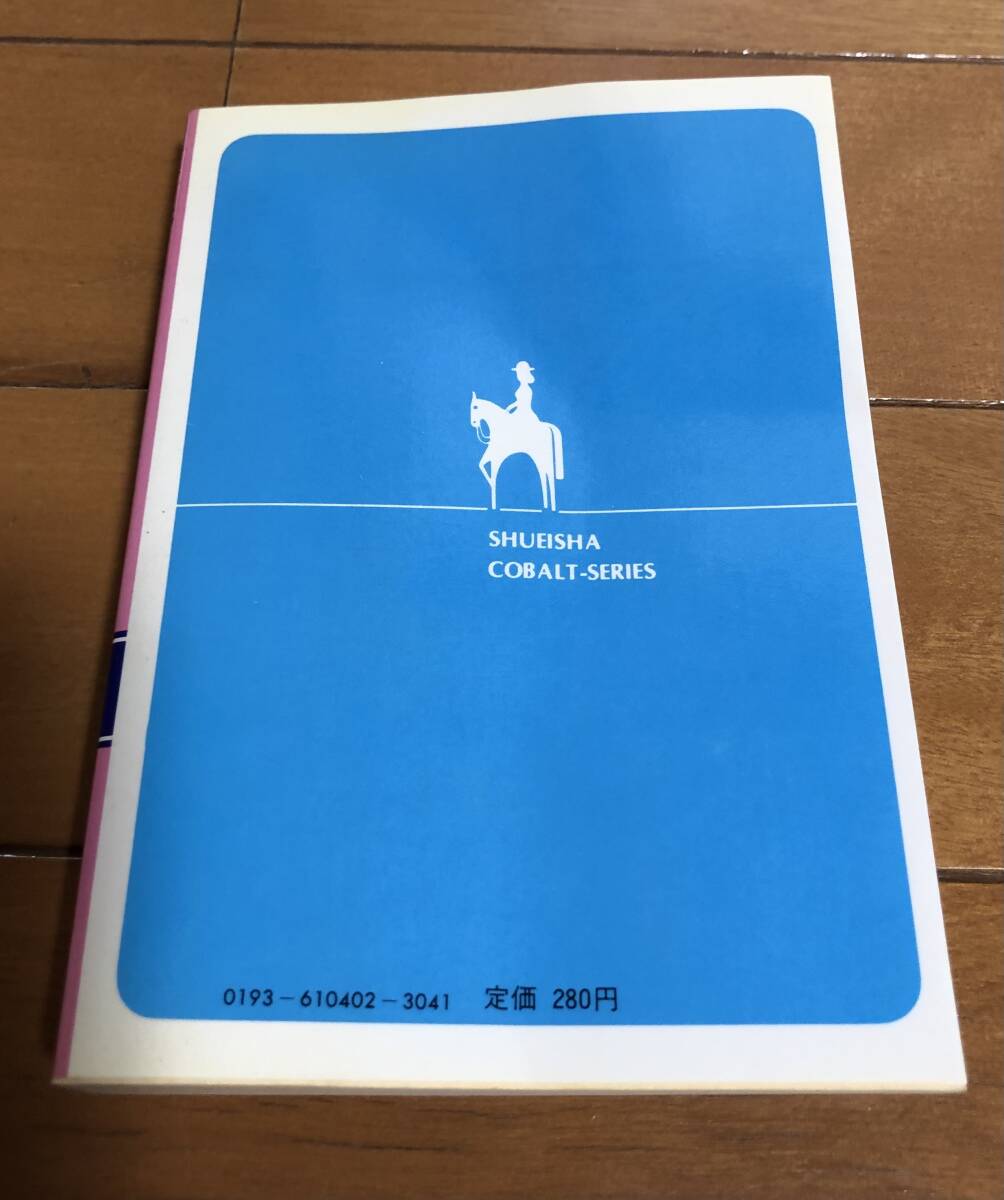 SHUEISHA
COBALT-SERIES
0193-610402-3041 定価 280円